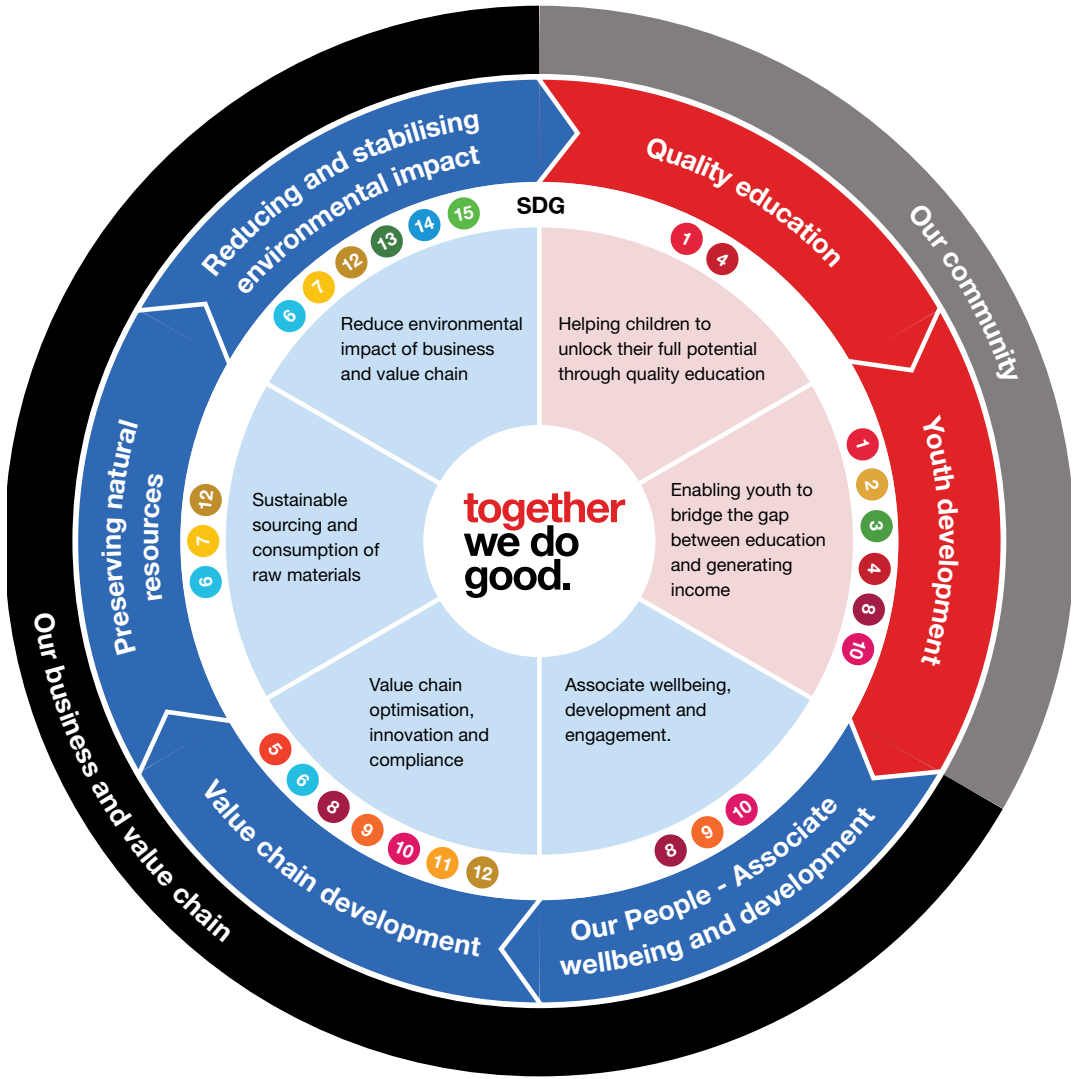 Our community
Our business and value chain
Quality education
Youth development
Our People - Associate
wellbeing and development
Value chain development
Preserving natural
resources
Reducing and stabilising
environmental impact
SDG
1 4
1 2 3 4 8 10
10 9 8
12 11 10 9 8 6 5
6 7 12
6 7 12 13 14 15
Helping children to
unlock their full potential
through quality education
Enabling youth to
bridge the gap
between education
and generating
income
Associate wellbeing,
development and
engagement.
Value chain
optimisation,
innovation and
compliance
Sustainable
sourcing and
consumption of
raw materials
Reduce environmental
impact of business
and value chain
together
we do
good.